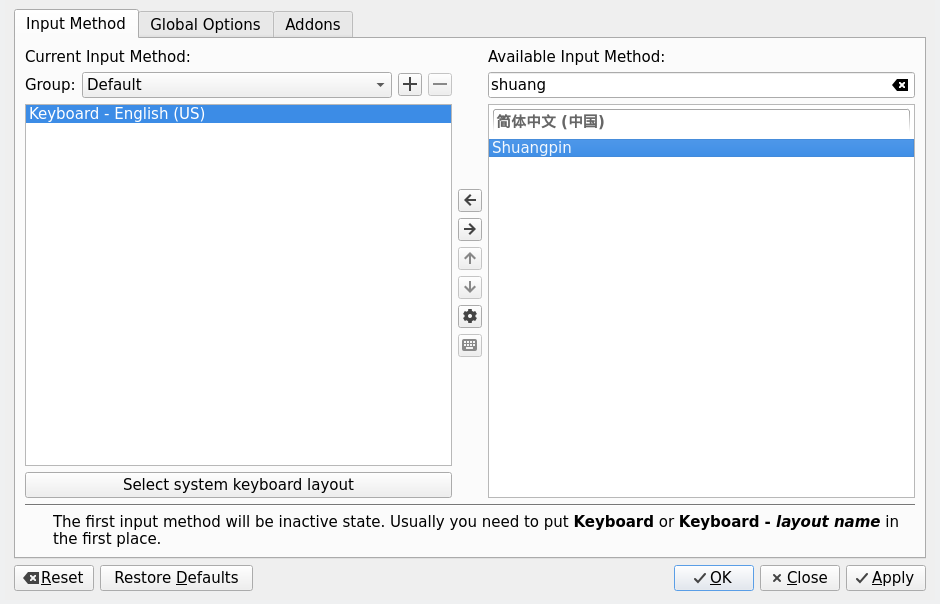 Input Method Global Options Addons
Current Input Method:
Available Input Method:
Group: Default
shuang
Keyboard - English (US)
简体中文 (中国)
Shuangpin
Select system keyboard layout
The first input method will be inactive state. Usually you need to put Keyboard or Keyboard - layout name in
the first place.
Reset Restore Defaults OK Close Apply